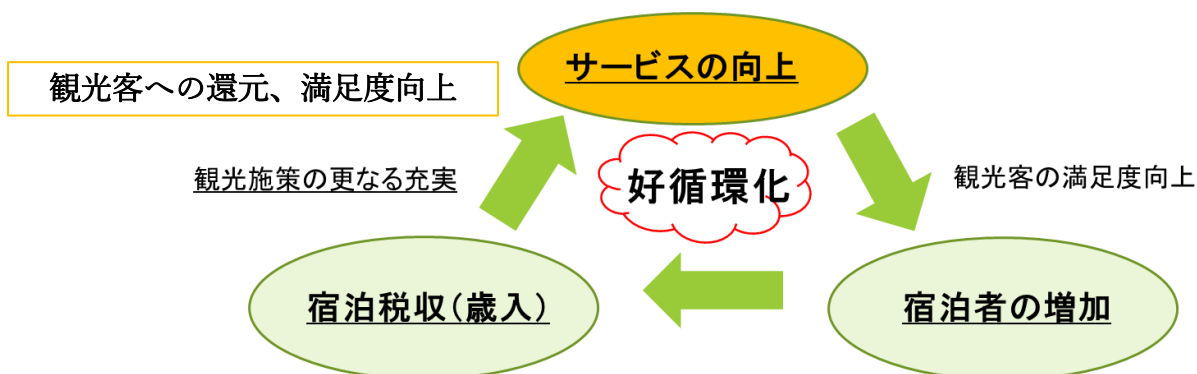 サービスの向上
観光客への還元、満足度向上
観光施策の更なる充実
好循環化
観光客の満足度向上
宿泊税収(歳入)
宿泊者の増加